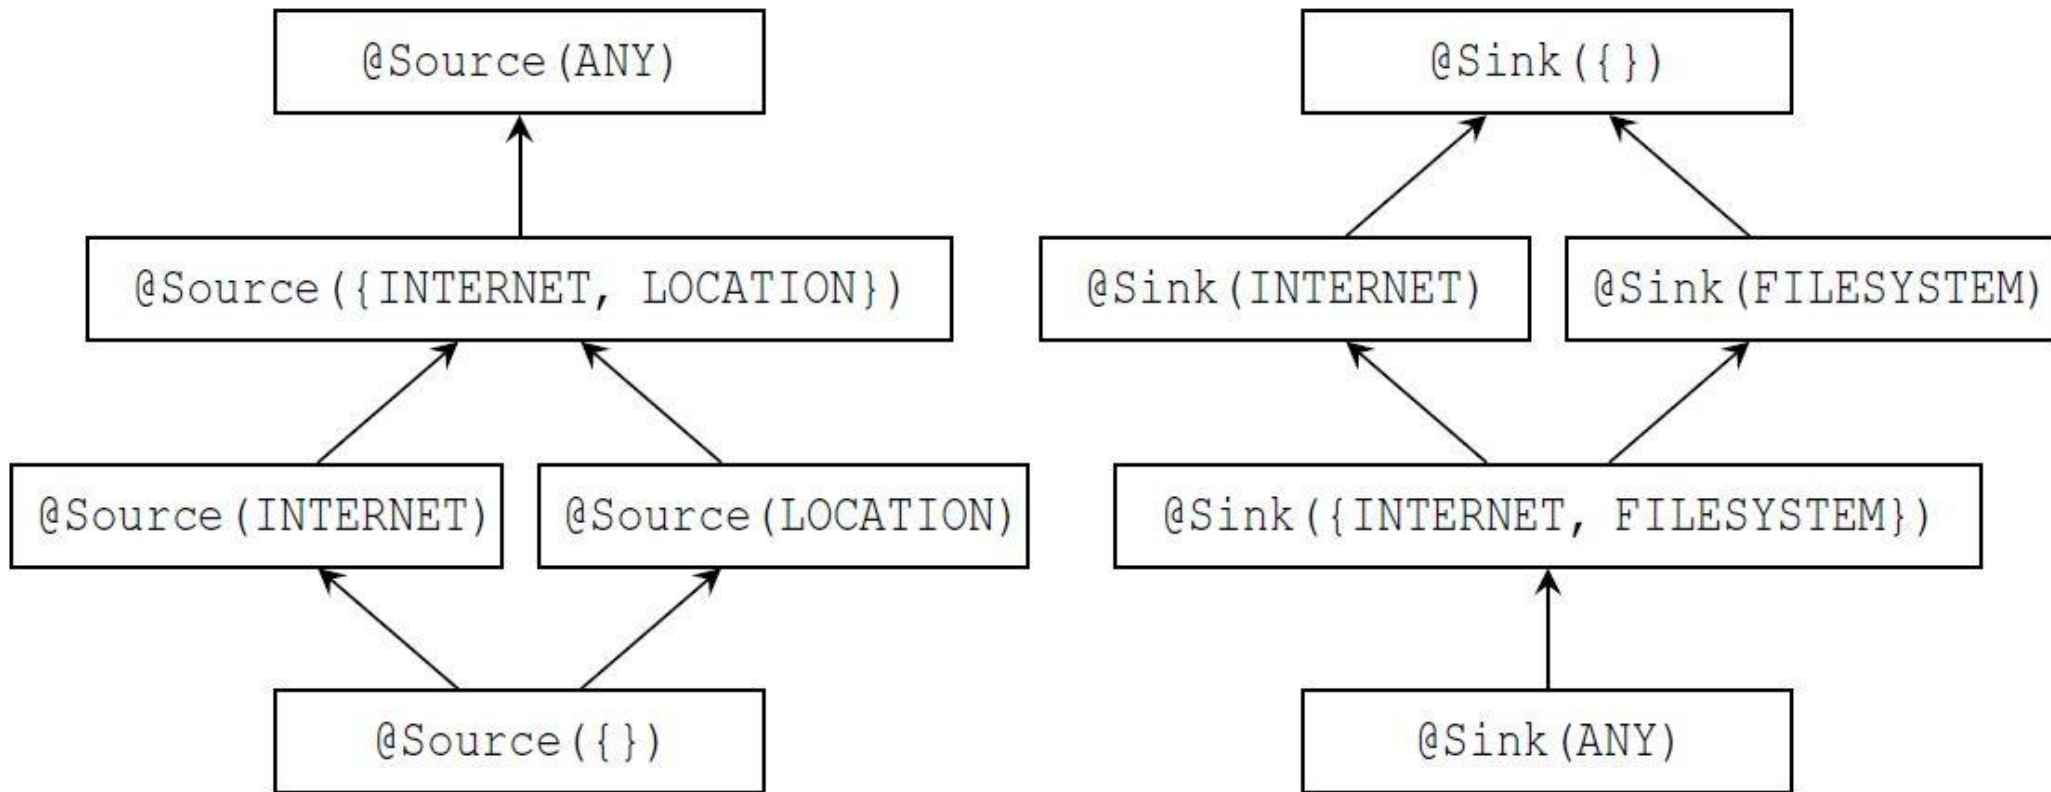 @Source(ANY)
@Source({INTERNET, LOCATION})
@Source(INTERNET)
@Source(LOCATION)
@Source({})
@Sink({})
@Sink(INTERNET)
@Sink(FILESYSTEM)
@Sink({INTERNET, FILESYSTEM})
@Sink(ANY)